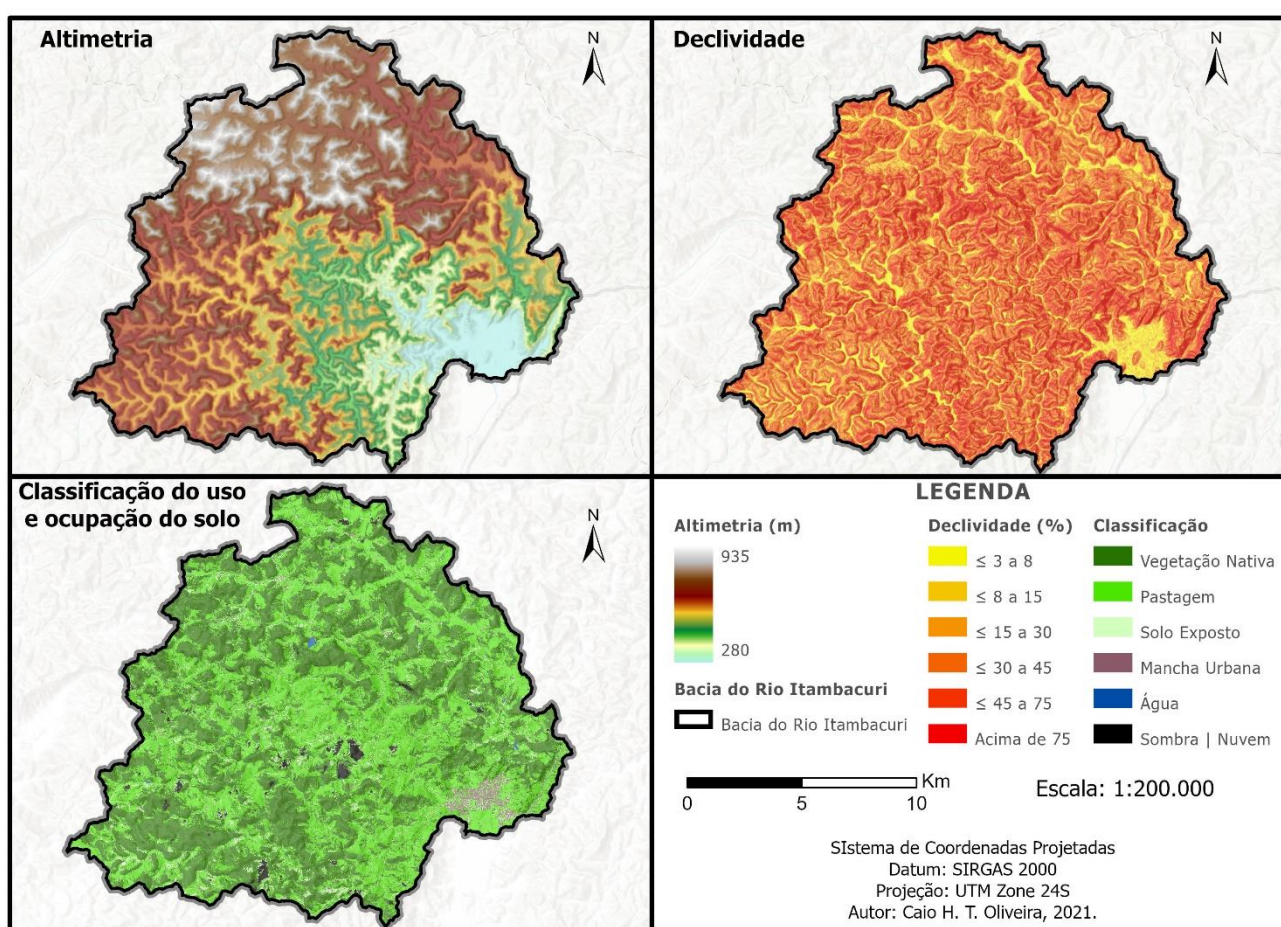 Altimetria
N
Declividade
N
Classificação do uso
e ocupação do solo
N
LEGENDA
Altimetria (m)
935
280
Bacia do Rio Itambacuri
Bacia do Rio Itambacuri
Declividade (%)
≤ 3 a 8
≤ 8 a 15
≤ 15 a 30
≤ 30 a 45
≤ 45 a 75
Acima de 75
Classificação
Vegetação Nativa
Pastagem
Solo Exposto
Mancha Urbana
Água
Sombra | Nuvem
Km
0 5 10
Escala: 1:200.000
SIstema de Coordenadas Projetadas
Datum: SIRGAS 2000
Projeção: UTM Zone 24S
Autor: Caio H. T. Oliveira, 2021.